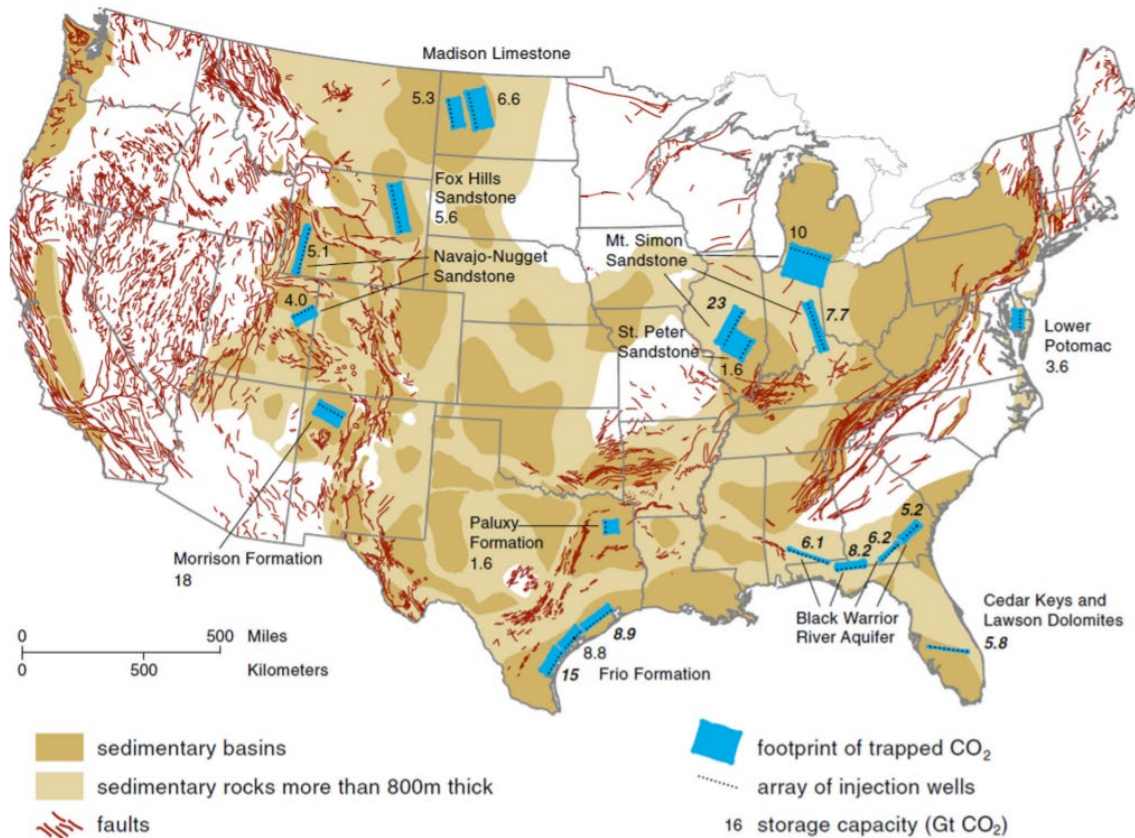 Madison Limestone
5.3
6.6
Fox Hills
Sandstone
5.6
5.1
Navajo-Nugget
Sandstone
4.0
Mt. Simon
Sandstone
10
23
7.7
St. Peter
Sandstone
1.6
Lower
Potomac
3.6
Morrison Formation
18
Paluxy
Formation
1.6
6.1
8.2
6.2
5.2
Black Warrior
River Aquifer
Cedar Keys and
Lawson Dolomites
5.8
8.9
8.8
15
Frio Formation
0 500 Miles
0 500 Kilometers
sedimentary basins
sedimentary rocks more than 800m thick
faults
footprint of trapped CO₂
array of injection wells
16 storage capacity (Gt CO₂)